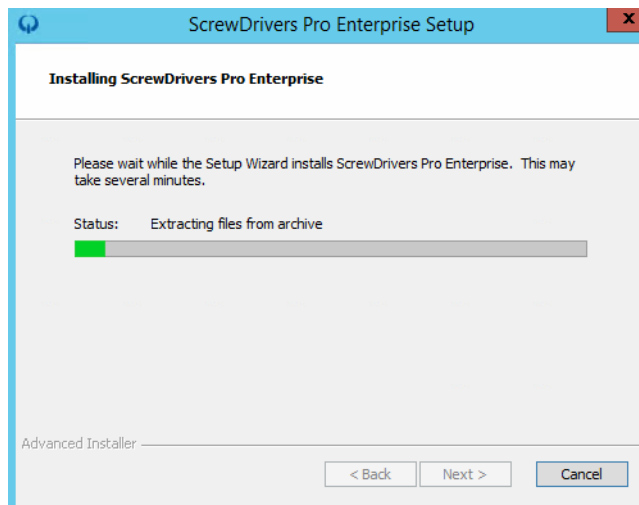 ScrewDrivers Pro Enterprise Setup
x
Installing ScrewDrivers Pro Enterprise
Please wait while the Setup Wizard installs ScrewDrivers Pro Enterprise. This may
take several minutes.
Status: Extracting files from archive
Advanced Installer
< Back Next > Cancel